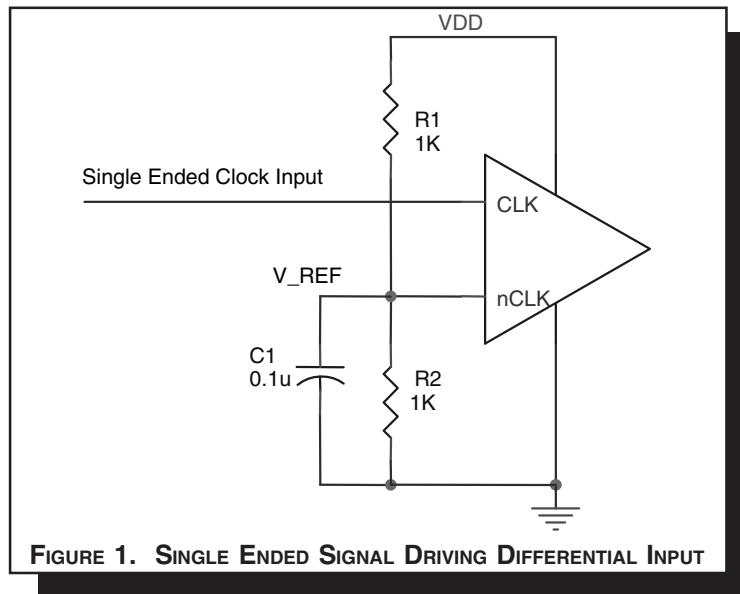 VDD
R1
1K
Single Ended Clock Input
CLK
V_REF
nCLK
C1
0.1u
R2
1K
FIGURE 1. SINGLE ENDED SIGNAL DRIVING DIFFERENTIAL INPUT